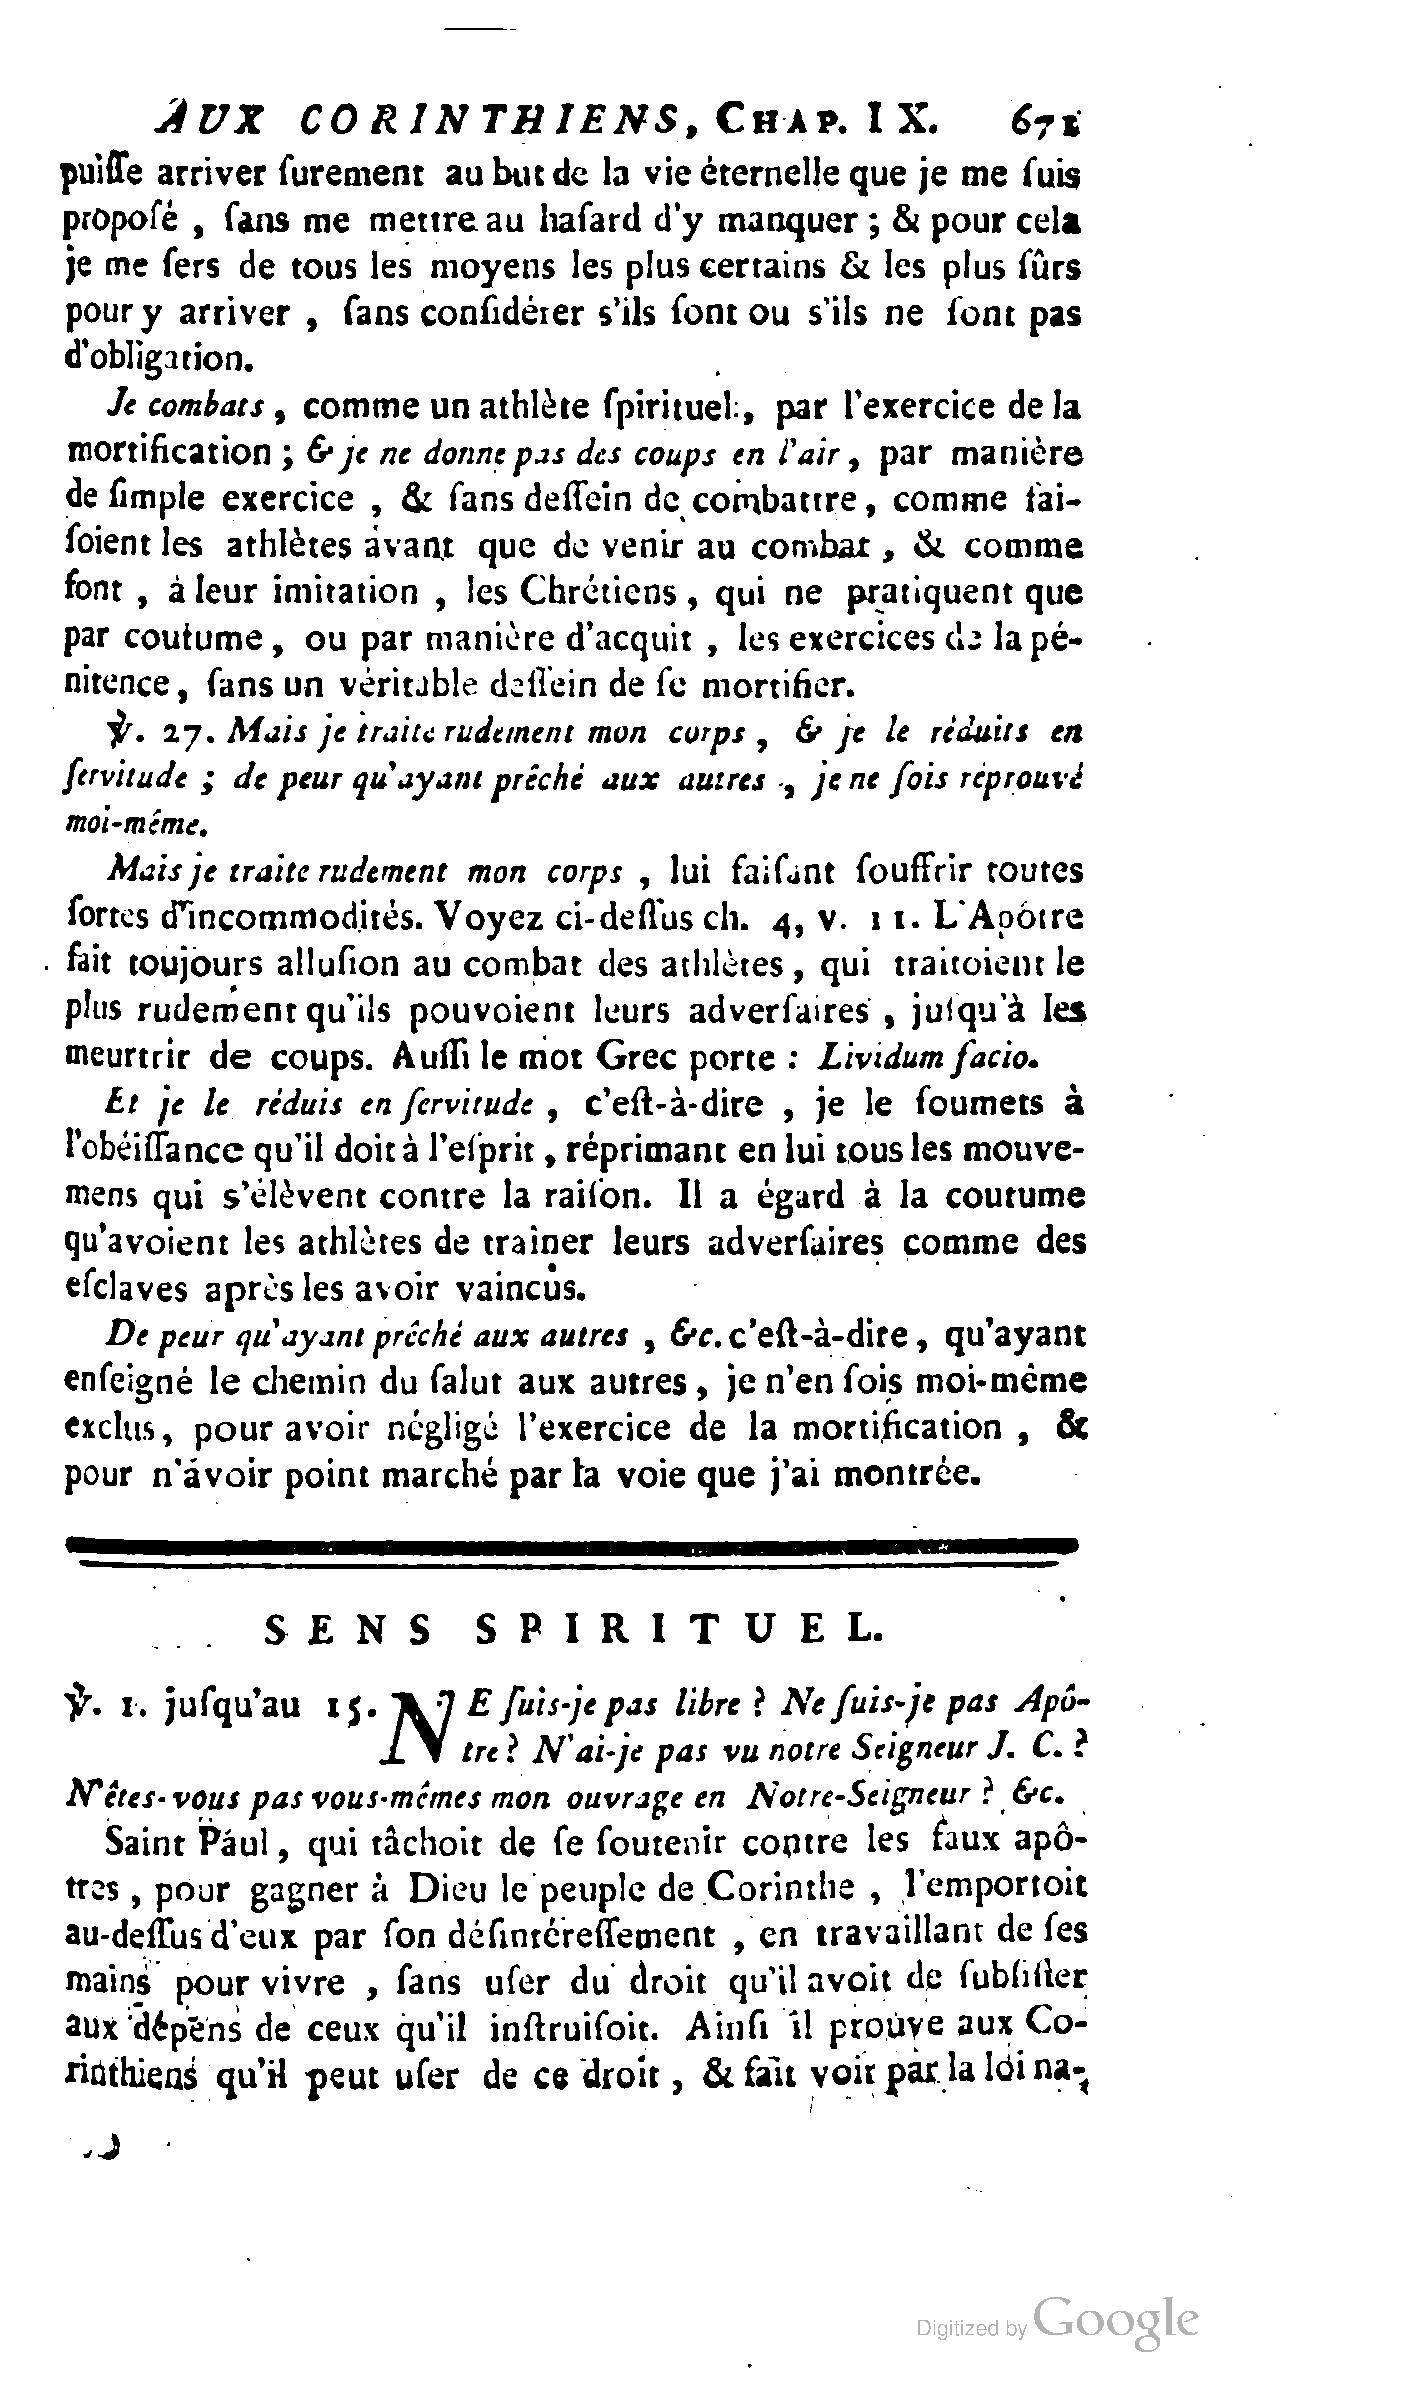 AUX CORINTHIENS, CHAP. IX. 671
puiſſe arriver ſurement au but de la vie éternelle que je me ſuis
propoſé , ſans me mettre au haſard d'y manquer ; & pour cela
je me ſers de tous les moyens les plus certains & les plus ſûrs
pour y arriver , ſans conſidérer s'ils ſont ou s'ils ne ſont pas
d'obligation.
Je combats , comme un athlète ſpirituel , par l'exercice de la
mortification ; & je ne donne pas des coups en l'air , par manière
de ſimple exercice , & ſans deſſein de combattre , comme fai-
ſoient les athlètes avant que de venir au combat , & comme
font , à leur imitation , les Chrétiens , qui ne pratiquent que
par coutume , ou par manière d'acquit , les exercices de la pé-
nitence , ſans un véritable deſſein de ſe mortifier.
℣. 27. Mais je traite rudement mon corps , & je le réduits en
ſervitude ; de peur qu'ayant prêché aux autres , je ne ſois réprouvé
moi-même.
Mais je traite rudement mon corps , lui faiſant ſouffrir toutes
ſortes d'incommodités. Voyez ci-deſſus ch. 4, v. 11. L'Apôtre
fait toujours alluſion au combat des athlètes , qui traitoient le
plus rudement qu'ils pouvoient leurs adverſaires , juſqu'à les
meurtrir de coups. Auſſi le mot Grec porte : Lividum facio.
Et je le réduis en ſervitude , c'eſt-à-dire , je le ſoumets à
l'obéiſſance qu'il doit à l'eſprit , réprimant en lui tous les mouve-
mens qui s'élèvent contre la raiſon. Il a égard à la coutume
qu'avoient les athlètes de trainer leurs adverſaires comme des
eſclaves après les avoir vaincus.
De peur qu'ayant prêché aux autres , &c. c'eſt-à-dire , qu'ayant
enſeigné le chemin du ſalut aux autres , je n'en ſois moi-même
exclus , pour avoir négligé l'exercice de la mortification , &
pour n'avoir point marché par la voie que j'ai montrée.
SENS SPIRITUEL.
℣. 1. juſqu'au 15. NE ſuis-je pas libre ? Ne ſuis-je pas Apô-
tre ? N'ai-je pas vu notre Seigneur J. C. ?
N'êtes-vous pas vous-mêmes mon ouvrage en Notre-Seigneur ? &c.
Saint Paul , qui tâchoit de ſe ſoutenir contre les faux apô-
tres , pour gagner à Dieu le peuple de Corinthe , l'emportoit
au-deſſus d'eux par ſon déſintéreſſement , en travaillant de ſes
mains pour vivre , ſans uſer du droit qu'il avoit de ſubſiſter
aux dépens de ceux qu'il inſtruiſoit. Ainſi il prouve aux Co-
rinthiens qu'il peut uſer de ce droit , & fait voir par la loi na-
Digitized by Google